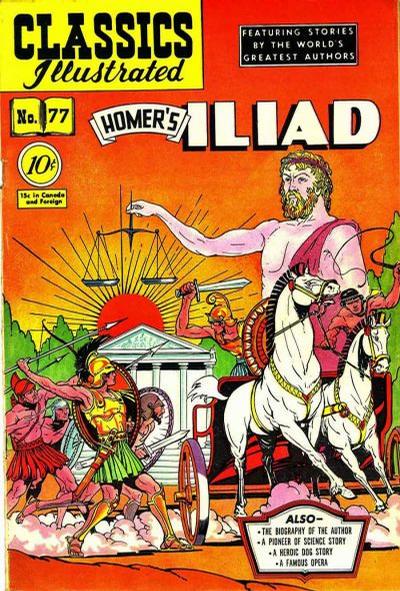 CLASSICS
Illustrated
FEATURING STORIES
BY THE WORLD'S
GREATEST AUTHORS
No. 77
HOMER'S ILIAD
10¢
15¢ in Canada
and Foreign
ALSO—
• THE BIOGRAPHY OF THE AUTHOR
• A PIONEER OF SCIENCE STORY
• A HEROIC DOG STORY
• A FAMOUS OPERA